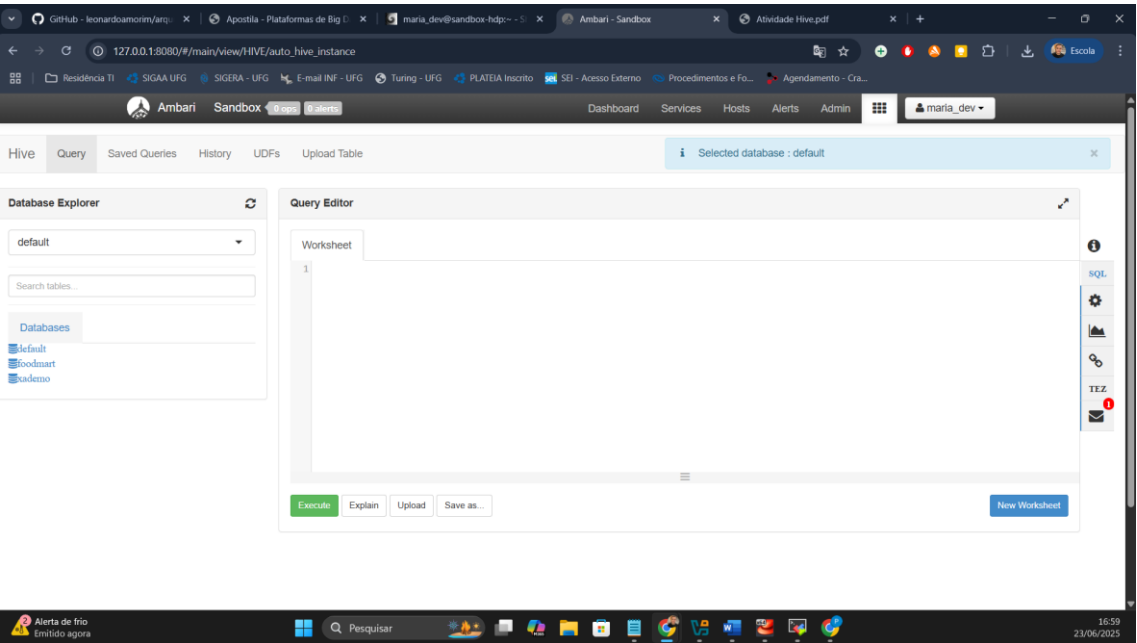 GitHub - leonardoamorim/arqu
Apostila - Plataformas de Big D
maria_dev@sandbox-hdp:~ - S
Ambari - Sandbox
Atividade Hive.pdf
127.0.0.1:8080/#/main/view/HIVE/auto_hive_instance
Escola
Residência TI
SIGAA UFG
SIGERA - UFG
E-mail INF - UFG
Turing - UFG
PLATEIA Inscrito
sei
SEI - Acesso Externo
Procedimentos e Fo...
Agendamento - Cra...
Ambari Sandbox 0 ops 0 alerts
Dashboard Services Hosts Alerts Admin maria_dev
Hive Query Saved Queries History UDFs Upload Table
Selected database : default
Database Explorer
default
Search tables...
Databases
default
foodmart
xademo
Query Editor
Worksheet
1
SQL
TEZ
1
Execute Explain Upload Save as... New Worksheet
2
Alerta de frio
Emitido agora
Pesquisar
16:59
23/06/2025